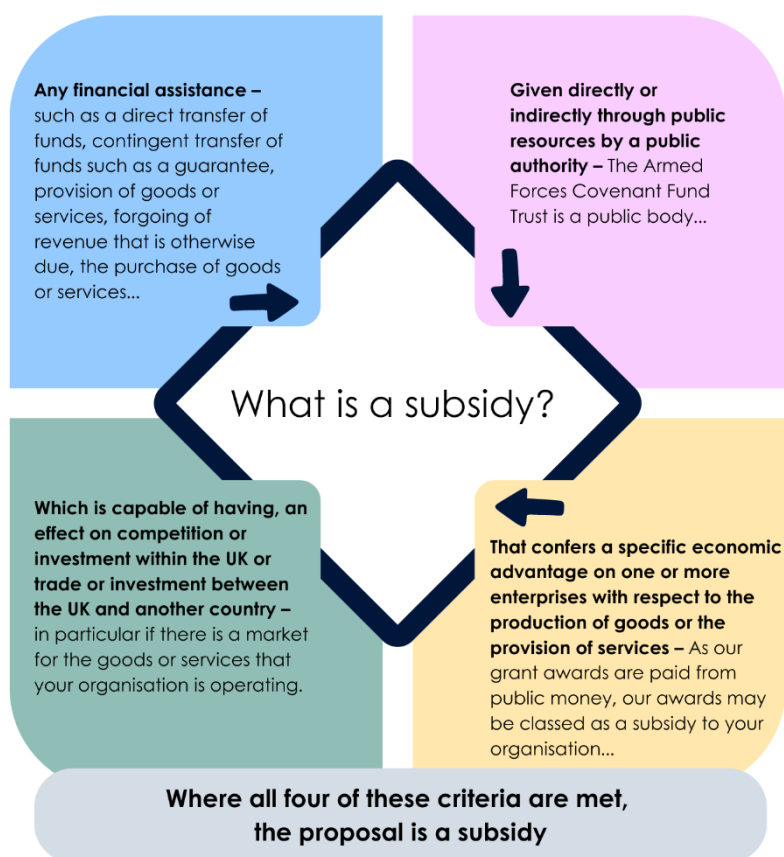 Any financial assistance –
such as a direct transfer of
funds, contingent transfer of
funds such as a guarantee,
provision of goods or
services, forgoing of
revenue that is otherwise
due, the purchase of goods
or services...
Given directly or
indirectly through public
resources by a public
authority – The Armed
Forces Covenant Fund
Trust is a public body...
What is a subsidy?
Which is capable of having, an
effect on competition or
investment within the UK or
trade or investment between
the UK and another country –
in particular if there is a market
for the goods or services that
your organisation is operating.
That confers a specific economic
advantage on one or more
enterprises with respect to the
production of goods or the
provision of services – As our
grant awards are paid from
public money, our awards may
be classed as a subsidy to your
organisation...
Where all four of these criteria are met,
the proposal is a subsidy